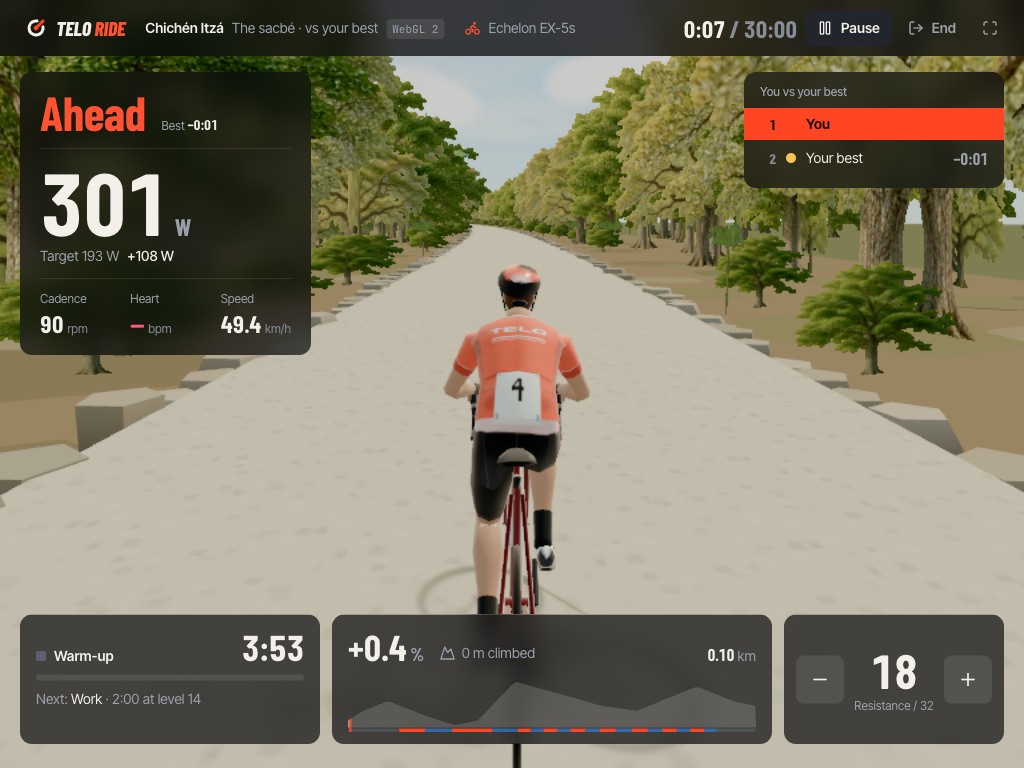 TELO RIDE Chichén Itzá The sacbé · vs your best WebGL 2 Echelon EX-5s 0:07 / 30:00 Pause End
Ahead Best −0:01
301 W
Target 193 W +108 W
Cadence Heart Speed
90 rpm – bpm 49.4 km/h
You vs your best
1 You
2 Your best −0:01
TELO
4
Warm-up 3:53
Next: Work · 2:00 at level 14
+0.4 % 0 m climbed 0.10 km
− 18 +
Resistance / 32